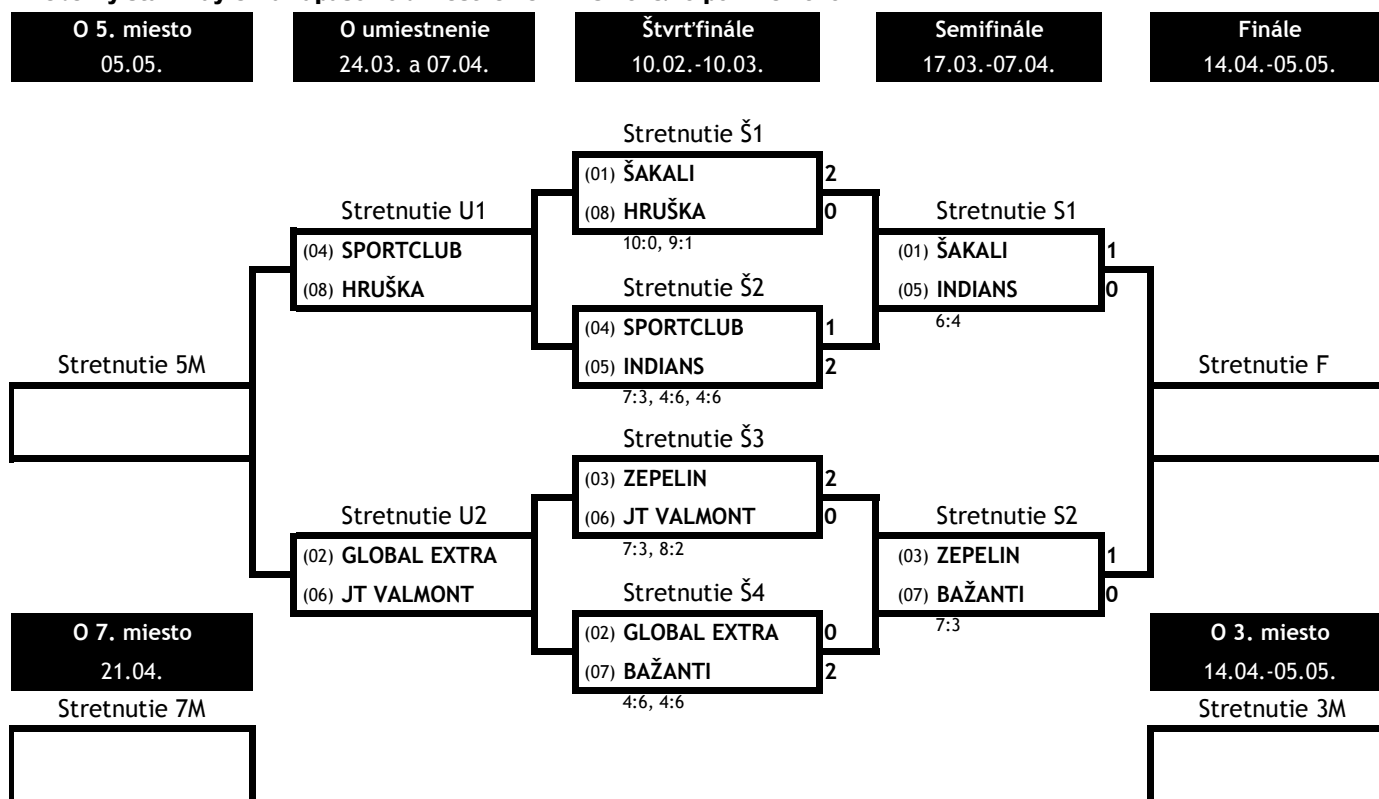 O 5. miesto
05.05.
O umiestnenie
24.03. a 07.04.
Štvrťfinále
10.02.-10.03.
Semifinále
17.03.-07.04.
Finále
14.04.-05.05.
Stretnutie Š1
(01) ŠAKALI 2
(08) HRUŠKA 0
10:0, 9:1
Stretnutie U1
(04) SPORTCLUB
(08) HRUŠKA
Stretnutie S1
(01) ŠAKALI 1
(05) INDIANS 0
6:4
Stretnutie Š2
(04) SPORTCLUB 1
(05) INDIANS 2
7:3, 4:6, 4:6
Stretnutie 5M
Stretnutie F
Stretnutie Š3
(03) ZEPELIN 2
(06) JT VALMONT 0
7:3, 8:2
Stretnutie U2
(02) GLOBAL EXTRA
(06) JT VALMONT
Stretnutie S2
(03) ZEPELIN 1
(07) BAŽANTI 0
7:3
Stretnutie Š4
(02) GLOBAL EXTRA 0
(07) BAŽANTI 2
4:6, 4:6
O 7. miesto
21.04.
Stretnutie 7M
O 3. miesto
14.04.-05.05.
Stretnutie 3M